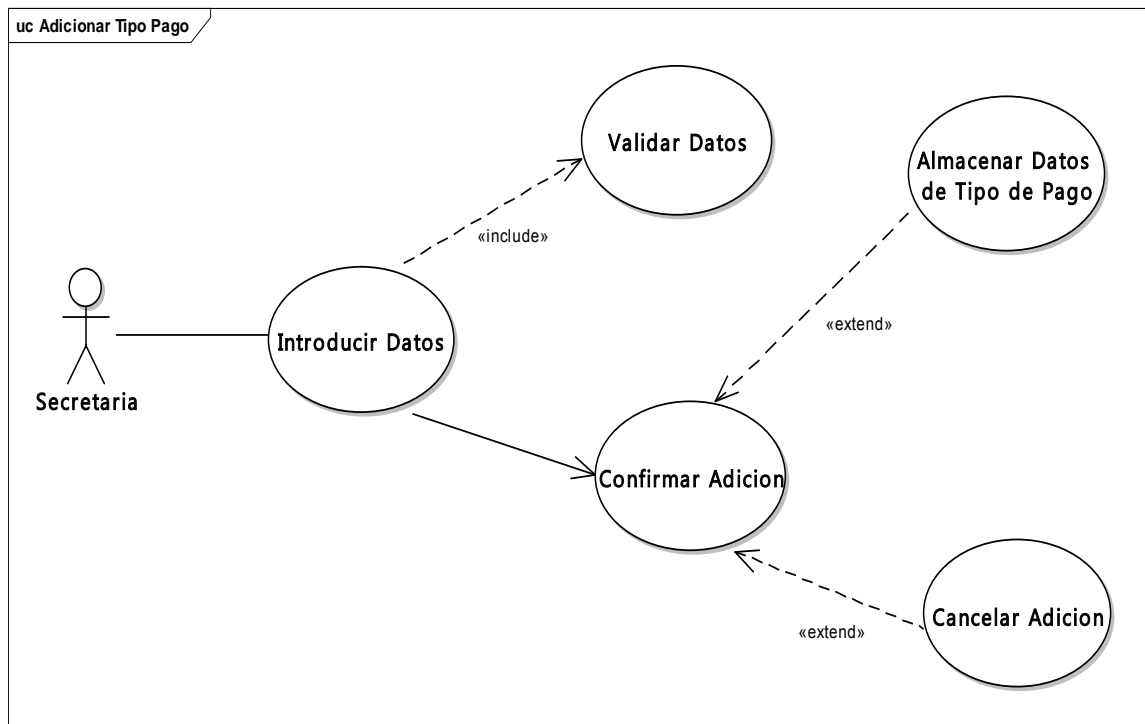 uc Adicionar Tipo Pago
Validar Datos
Almacenar Datos
de Tipo de Pago
«include»
«extend»
Introducir Datos
Secretaria
Confirmar Adicion
Cancelar Adicion
«extend»